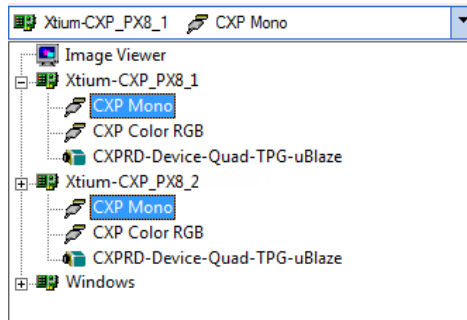 Xtium-CXP_PX8_1 CXP Mono
Image Viewer
Xtium-CXP_PX8_1
CXP Mono
CXP Color RGB
CXPRD-Device-Quad-TPG-uBlaze
Xtium-CXP_PX8_2
CXP Mono
CXP Color RGB
CXPRD-Device-Quad-TPG-uBlaze
Windows